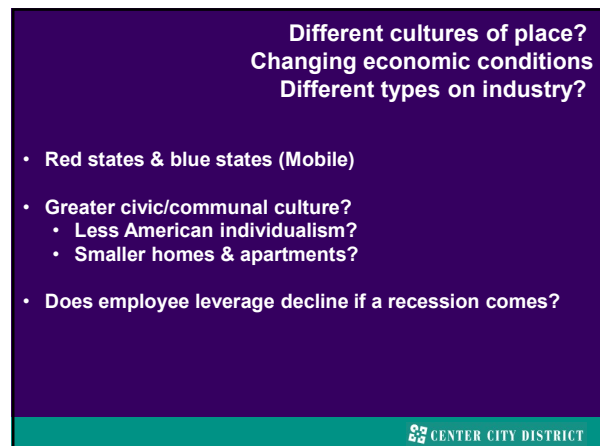 Different cultures of place?
Changing economic conditions
Different types on industry?
• Red states & blue states (Mobile)
• Greater civic/communal culture?
• Less American individualism?
• Smaller homes & apartments?
• Does employee leverage decline if a recession comes?
CENTER CITY DISTRICT